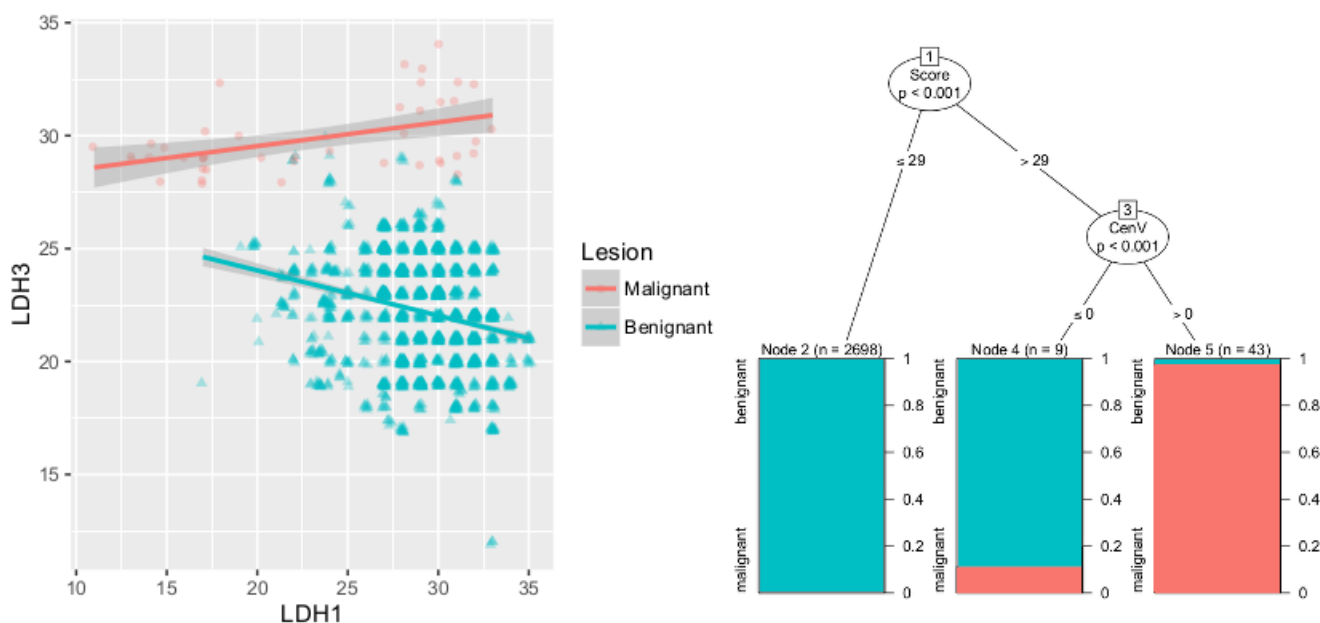 35
30
25
20
15
LDH3
10 15 20 25 30 35
LDH1
Lesion
Malignant
Benignant
1
Score
p < 0.001
≤ 29
> 29
3
CenV
p < 0.001
≤ 0
> 0
Node 2 (n = 2698)
benignant
malignant
1
0.8
0.6
0.4
0.2
0
Node 4 (n = 9)
benignant
malignant
1
0.8
0.6
0.4
0.2
0
Node 5 (n = 43)
benignant
malignant
1
0.8
0.6
0.4
0.2
0